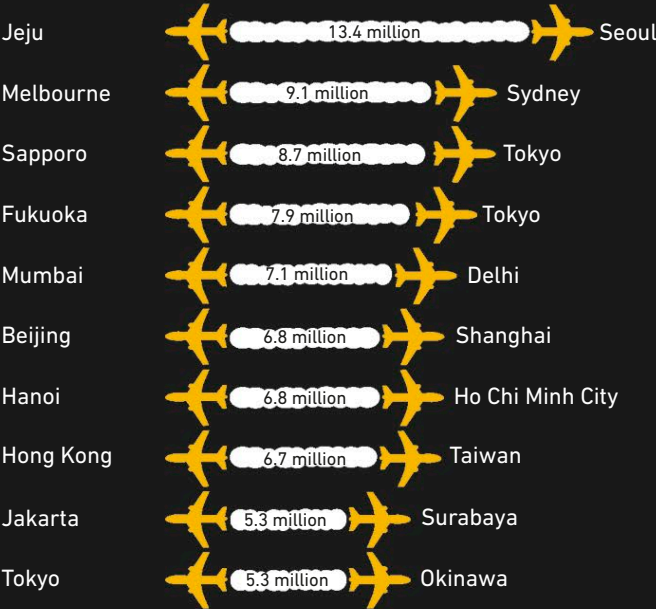 Jeju 13.4 million Seoul
Melbourne 9.1 million Sydney
Sapporo 8.7 million Tokyo
Fukuoka 7.9 million Tokyo
Mumbai 7.1 million Delhi
Beijing 6.8 million Shanghai
Hanoi 6.8 million Ho Chi Minh City
Hong Kong 6.7 million Taiwan
Jakarta 5.3 million Surabaya
Tokyo 5.3 million Okinawa